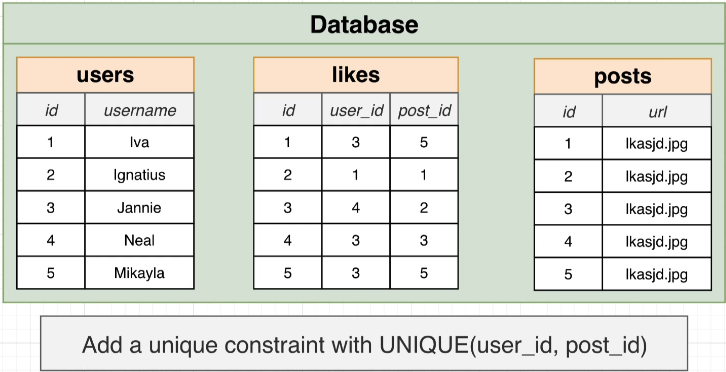 Database
users likes posts
id username id user_id post_id id url
1 Iva 1 3 5 1 lkasjd.jpg
2 Ignatius 2 1 1 2 lkasjd.jpg
3 Jannie 3 4 2 3 lkasjd.jpg
4 Neal 4 3 3 4 lkasjd.jpg
5 Mikayla 5 3 5 5 lkasjd.jpg
Add a unique constraint with UNIQUE(user_id, post_id)